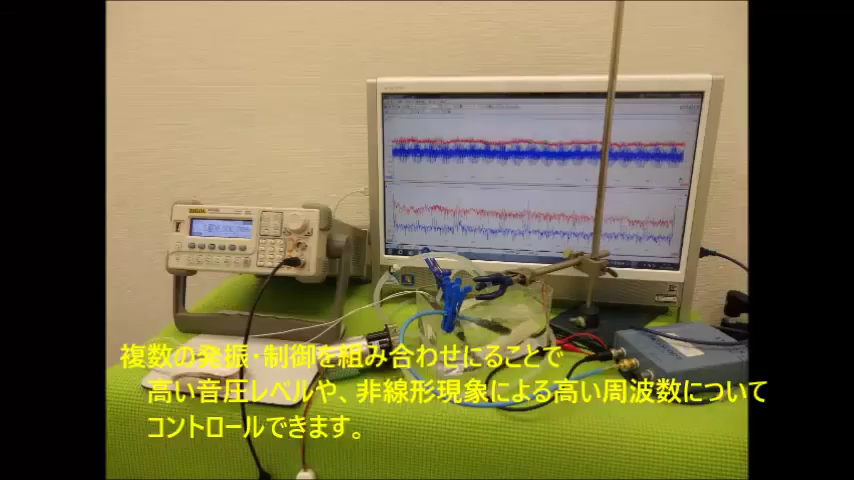 複数の発振・制御を組み合わせにることで
高い音圧レベルや、非線形現象による高い周波数について
コントロールできます。